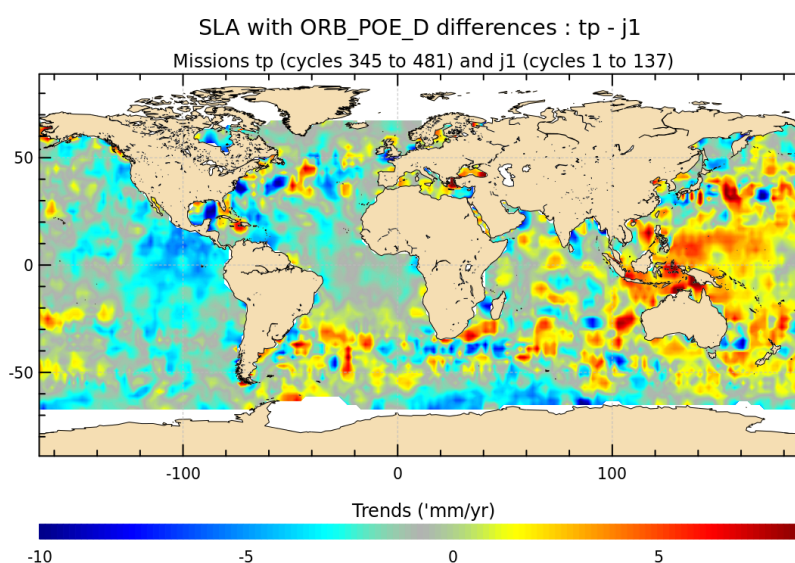 SLA with ORB_POE_D differences : tp - j1
Missions tp (cycles 345 to 481) and j1 (cycles 1 to 137)
50
0
-50
-100 0 100
Trends ('mm/yr)
-10 -5 0 5